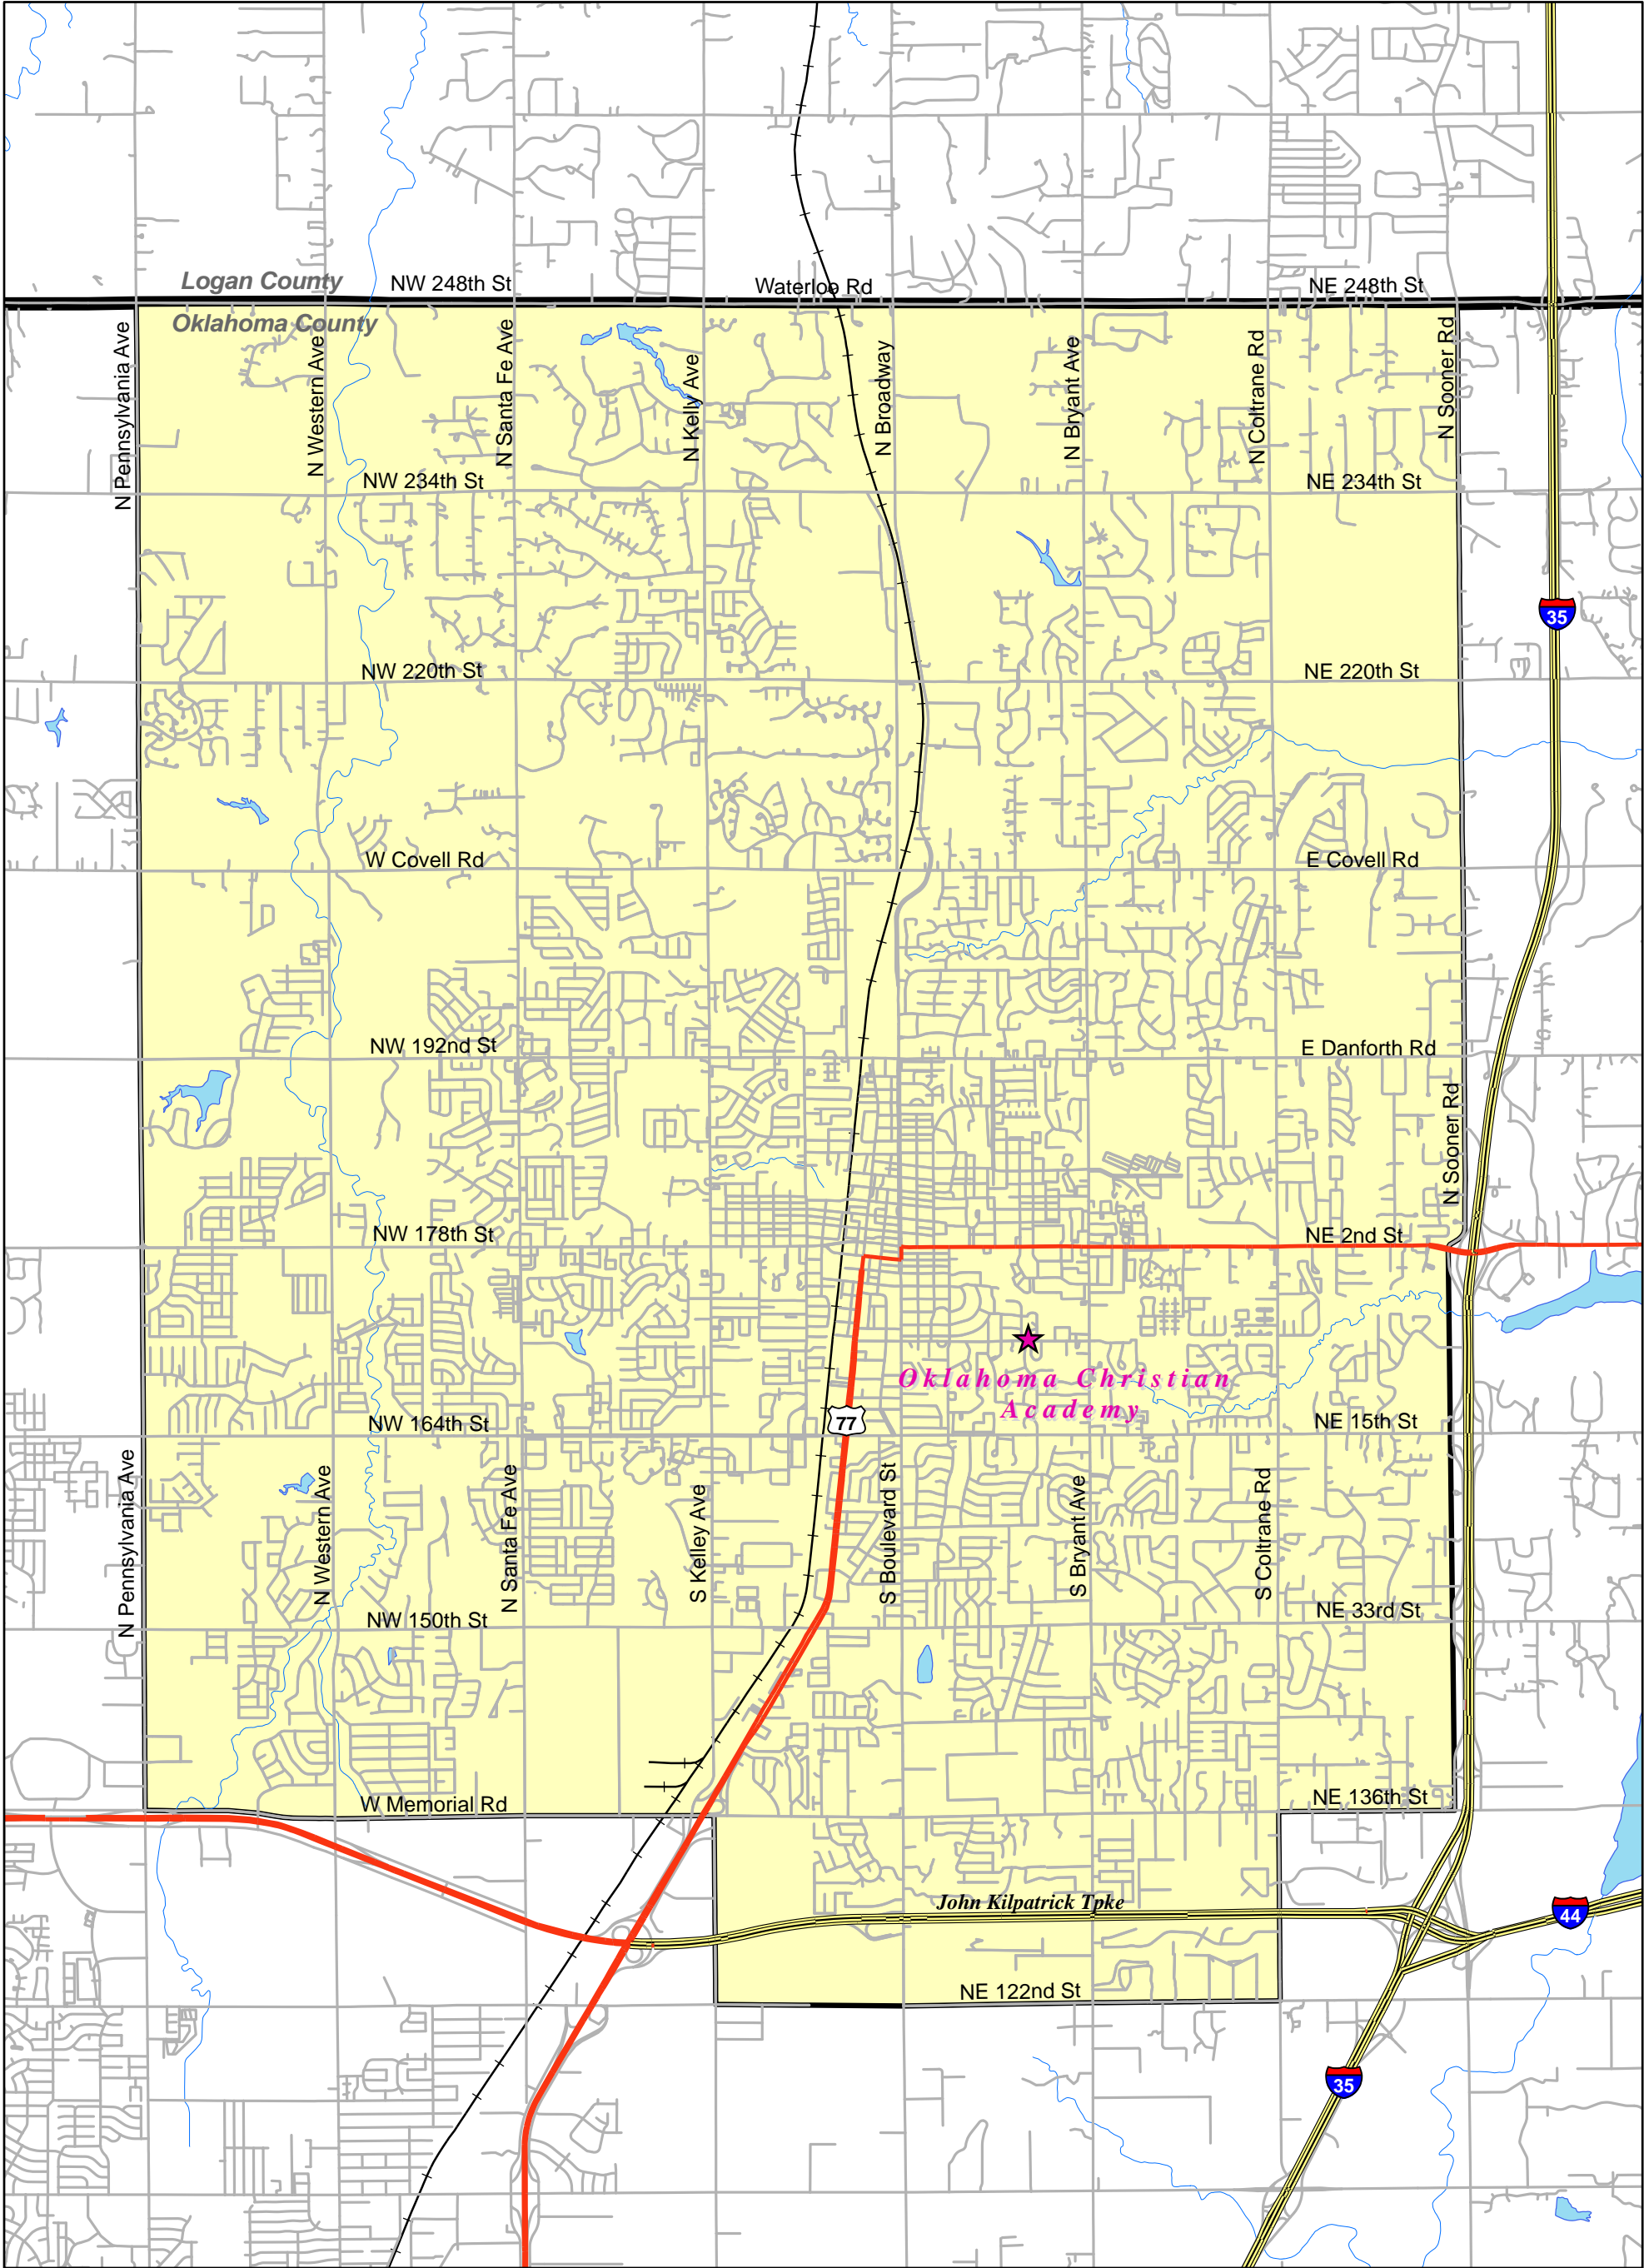 Logan County
NW 248th St
Waterloo Rd
NE 248th St
Oklahoma County
N Pennsylvania Ave
N Western Ave
N Santa Fe Ave
N Kelly Ave
N Broadway
N Bryant Ave
N Coltrane Rd
N Sooner Rd
NW 234th St
NE 234th St
35
NW 220th St
NE 220th St
W Covell Rd
E Covell Rd
NW 192nd St
E Danforth Rd
N Sooner Rd
NW 178th St
NE 2nd St
Oklahoma Christian
Academy
77
NW 164th St
NE 15th St
N Pennsylvania Ave
N Western Ave
N Santa Fe Ave
S Kelley Ave
S Boulevard St
S Bryant Ave
S Coltrane Rd
NW 150th St
NE 33rd St
W Memorial Rd
NE 136th St
John Kilpatrick Tpke
44
NE 122nd St
35